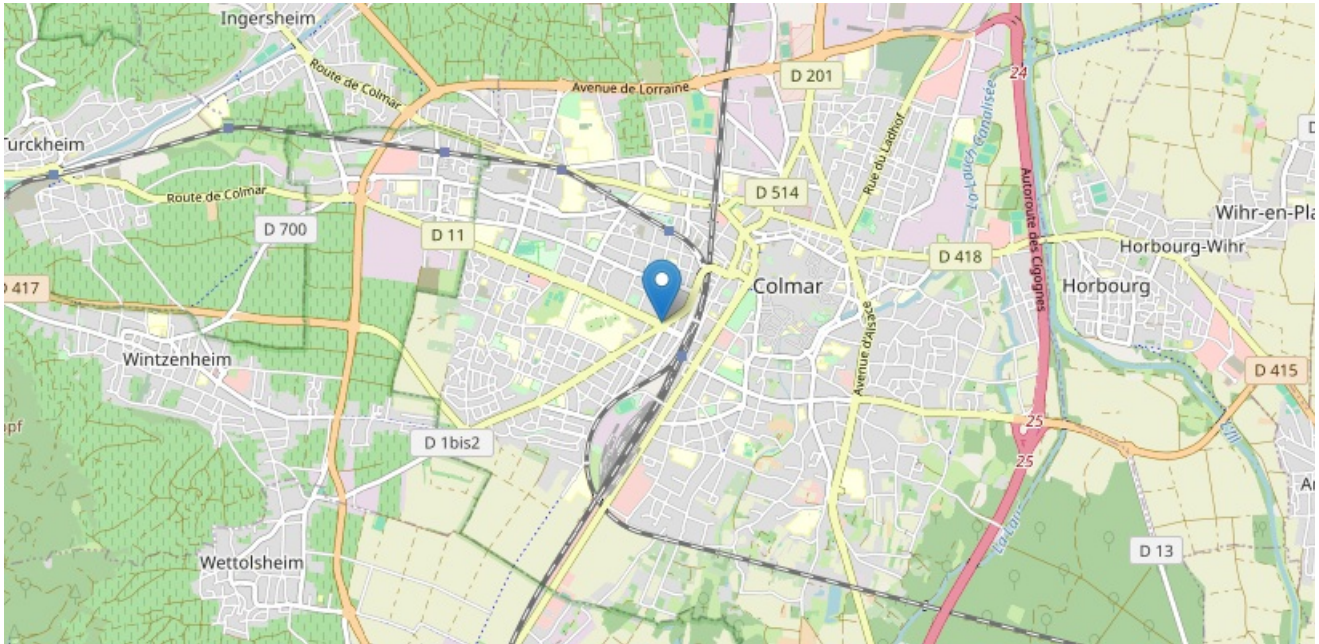 Ingersheim
Route de Colmar
Avenue de Lorraine
D 201
24
La Lauch Canalisée
Rue du Ladhof
Turckheim
Route de Colmar
D 514
D 700
D 11
Autoroute des Cigognes
Wihr-en-Pla
Horbourg-Wihr
D 418
D 417
Colmar
Horbourg
Avenue d'Alsace
Wintzenheim
D 415
D 1bis2
25
25
L'Ill
La Lauc
D 13
Wettolsheim